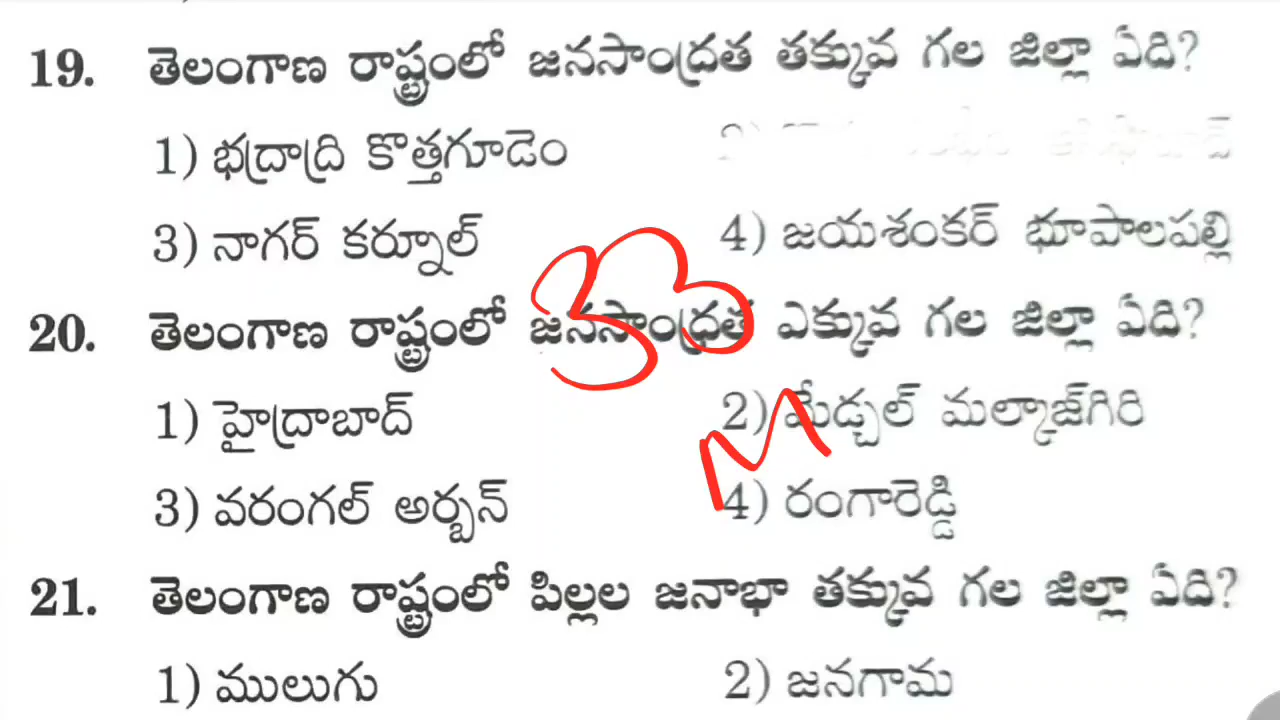 19. తెలంగాణ రాష్ట్రంలో జనసాంద్రత తక్కువ గల జిల్లా ఏది?
1) భద్రాద్రి కొత్తగూడెం 2)
3) నాగర్ కర్నూల్ 4) జయశంకర్ భూపాలపల్లి
33
20. తెలంగాణ రాష్ట్రంలో జనసాంద్రత ఎక్కువ గల జిల్లా ఏది?
1) హైద్రాబాద్ 2) మేడ్చల్ మల్కాజ్‌గిరి
M
3) వరంగల్ అర్బన్ 4) రంగారెడ్డి
21. తెలంగాణ రాష్ట్రంలో పిల్లల జనాభా తక్కువ గల జిల్లా ఏది?
1) ములుగు 2) జనగామ